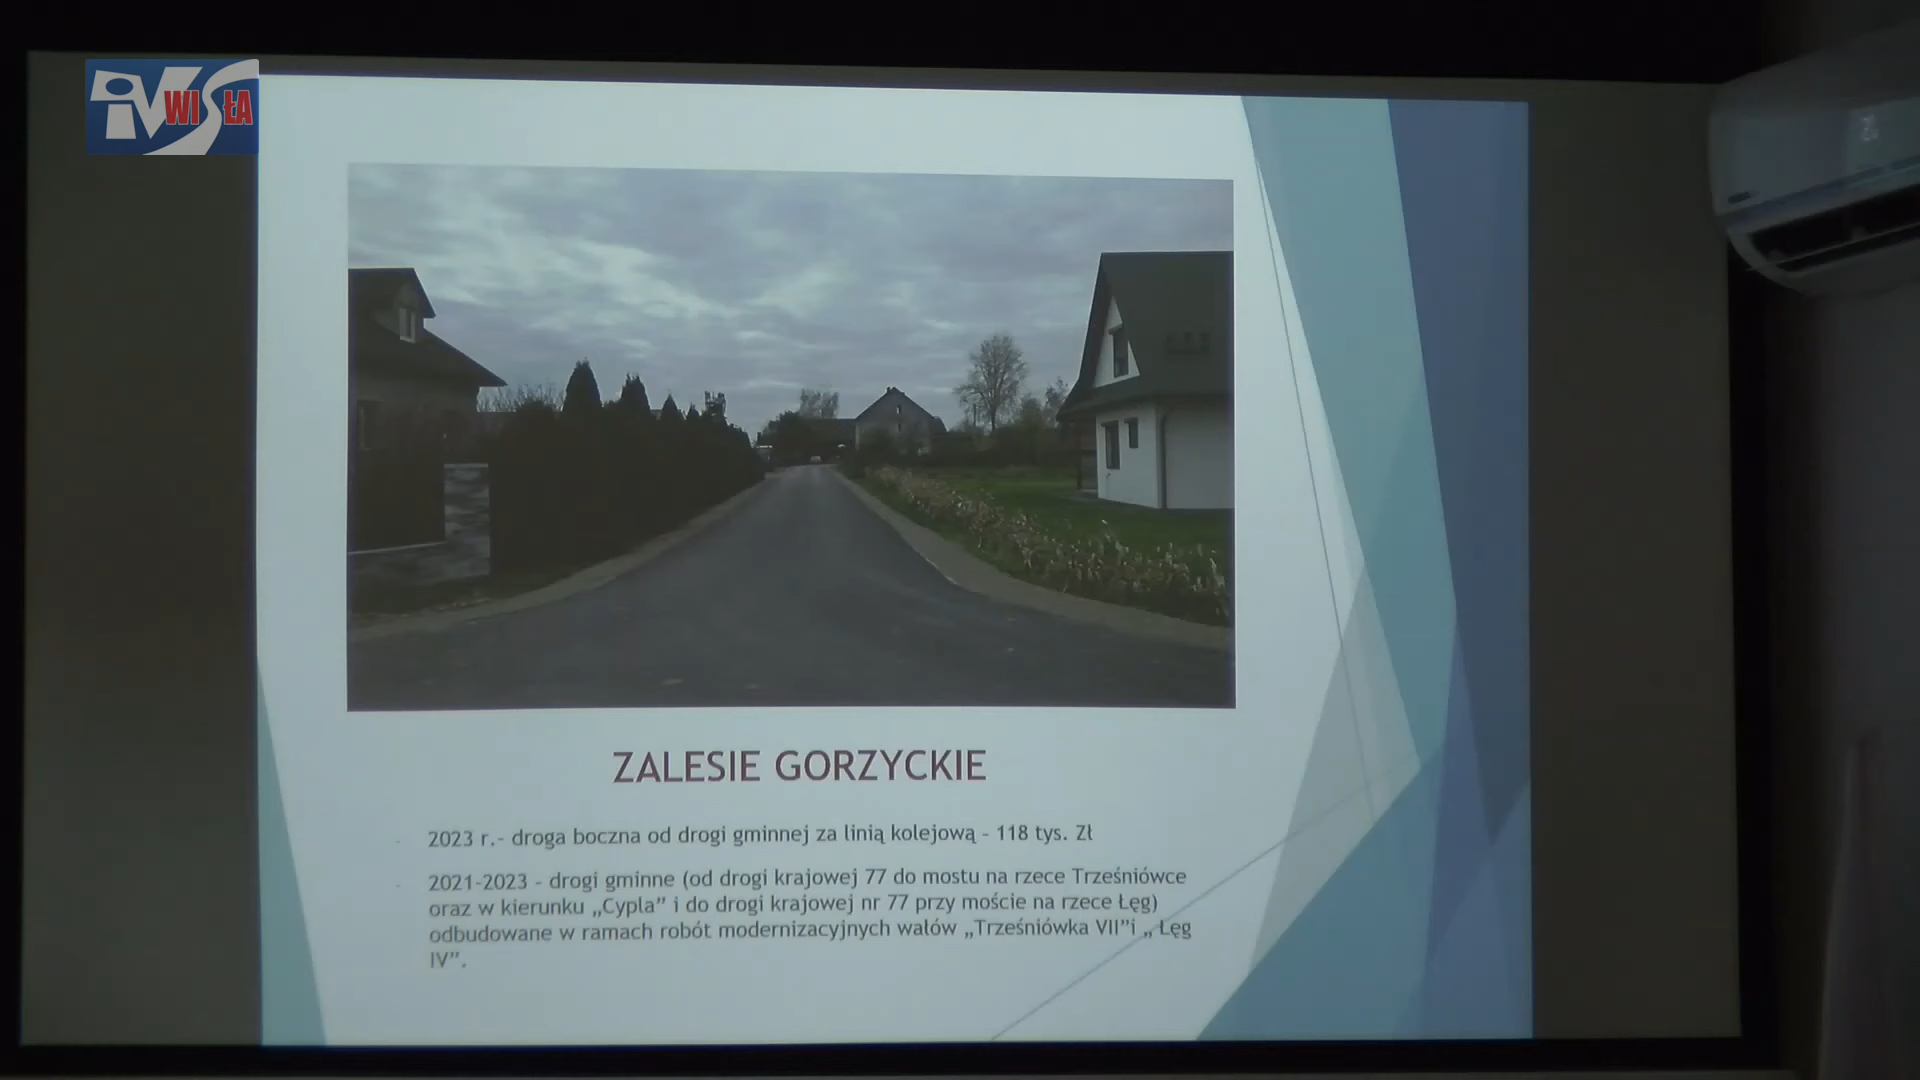 iV WISŁA
ZALESIE GORZYCKIE
- 2023 r.- droga boczna od drogi gminnej za linią kolejową - 118 tys. Zł
- 2021-2023 - drogi gminne (od drogi krajowej 77 do mostu na rzece Trześniówce
oraz w kierunku „Cypla” i do drogi krajowej nr 77 przy moście na rzece Łęg)
odbudowane w ramach robót modernizacyjnych wałów „Trześniówka VII”i „ Łęg
IV”.